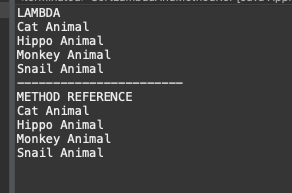 LAMBDA
Cat Animal
Hippo Animal
Monkey Animal
Snail Animal
------------------------
METHOD REFERENCE
Cat Animal
Hippo Animal
Monkey Animal
Snail Animal